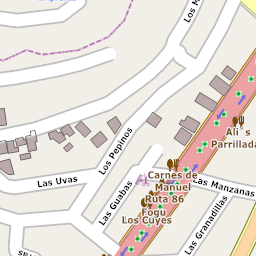 Los M
Ali´s
Parrillada
Los Pepinos
Carnes de
Manuel
Ruta 86
Las Manzanas
Las Uvas
Las Guabas
Fogu
Los Cuyes
Las Granadillas